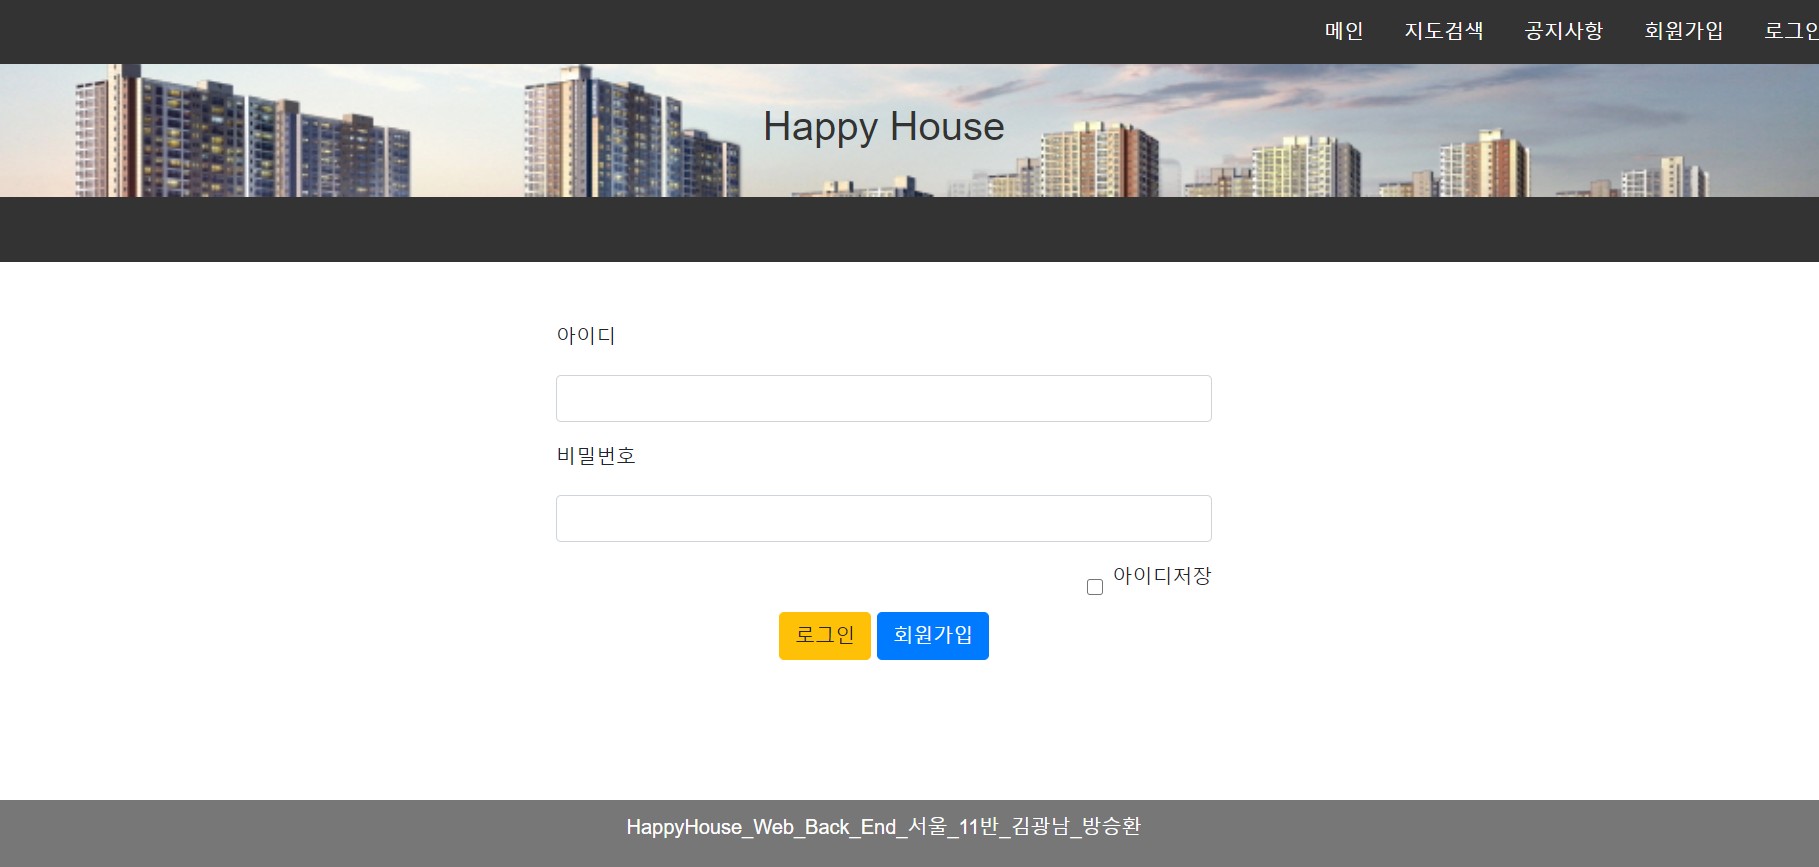 메인 지도검색 공지사항 회원가입 로그인
Happy House
아이디
비밀번호
아이디저장
로그인 회원가입
HappyHouse_Web_Back_End_서울_11반_김광남_방승환